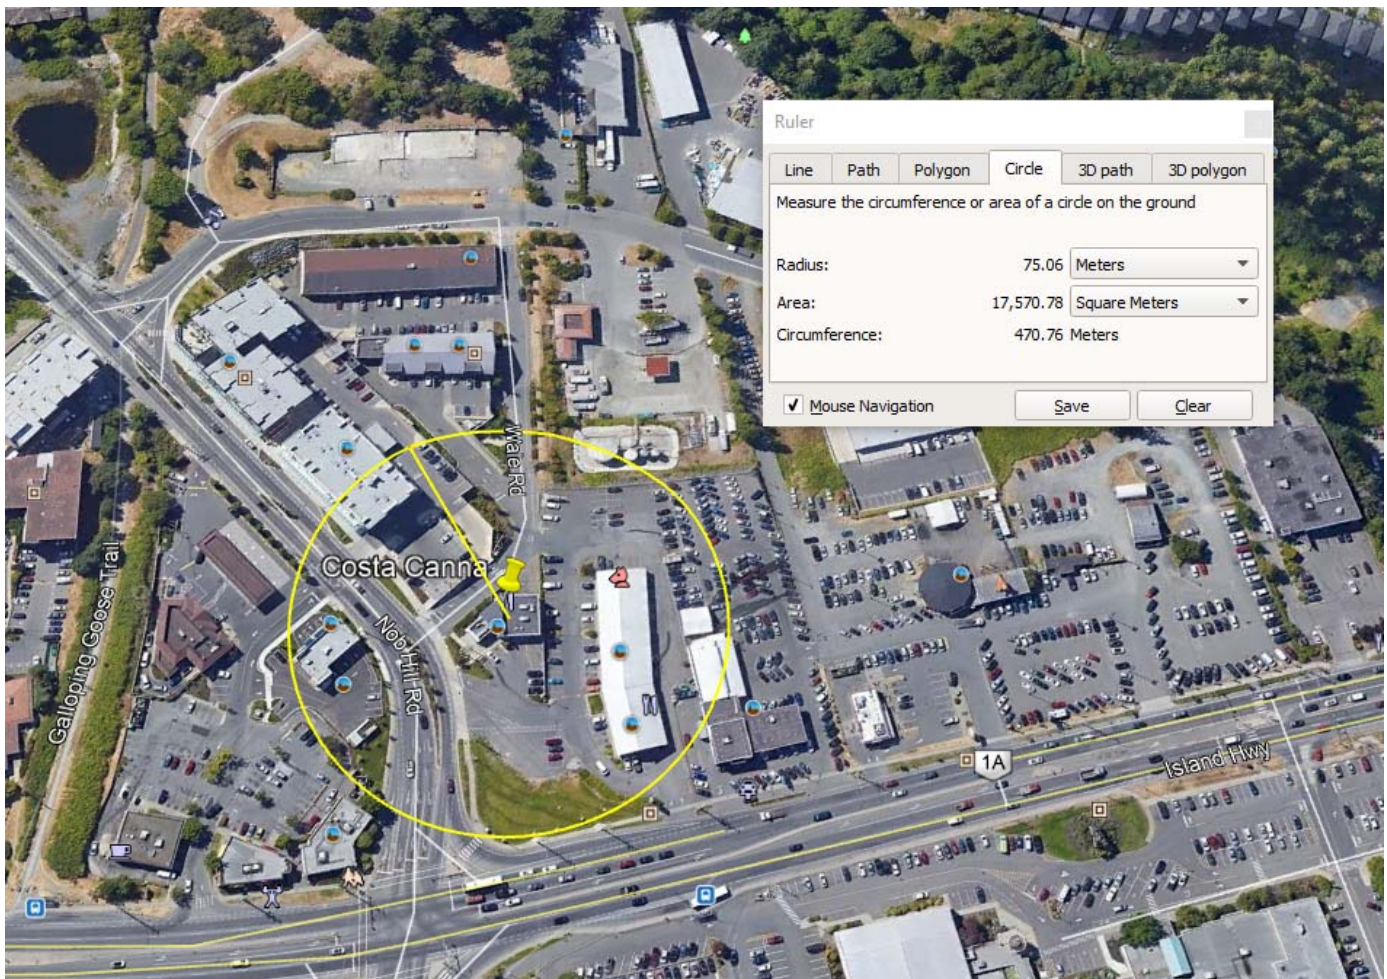 Ruler
Line Path Polygon Circle 3D path 3D polygon
Measure the circumference or area of a circle on the ground
Radius: 75.06 Meters
Area: 17,570.78 Square Meters
Circumference: 470.76 Meters
Mouse Navigation Save Clear
Wale Rd
Costa Canna
Nob Hill Rd
Galloping Goose Trail
1A
Island Hwy